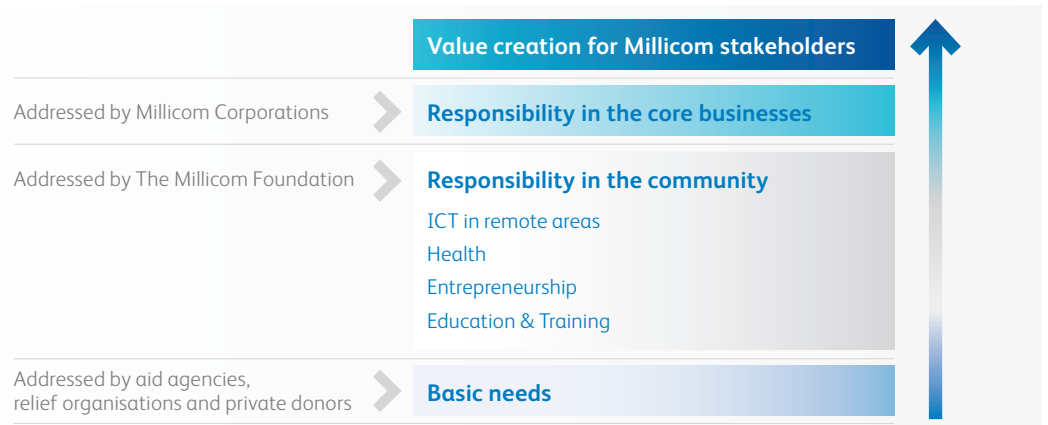 Value creation for Millicom stakeholders
Addressed by Millicom Corporations
Responsibility in the core businesses
Addressed by The Millicom Foundation
Responsibility in the community
ICT in remote areas
Health
Entrepreneurship
Education & Training
Addressed by aid agencies,
relief organisations and private donors
Basic needs